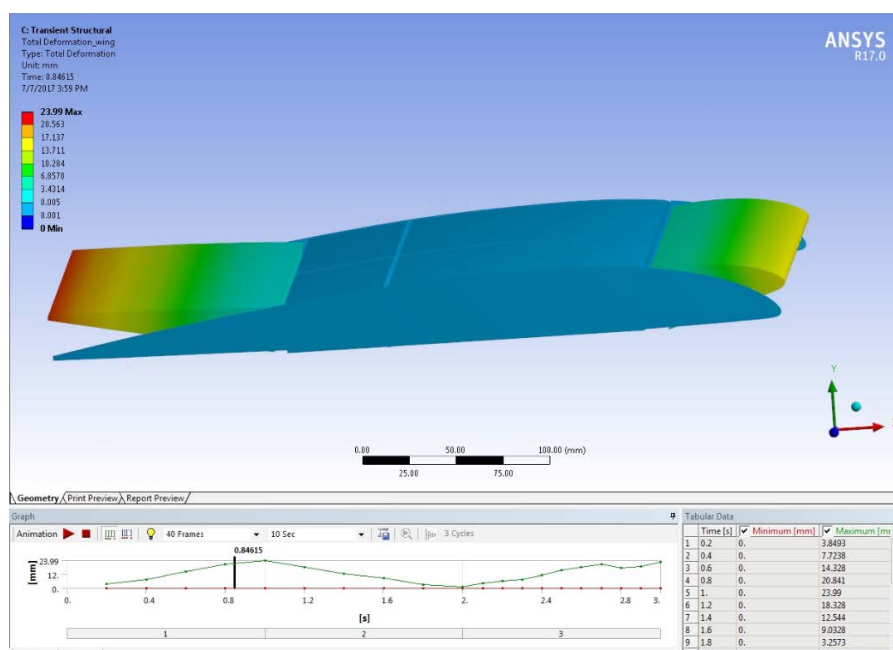 C: Transient Structural
Total Deformation_wing
Type: Total Deformation
Unit: mm
Time: 0.84615
7/7/2017 3:59 PM
23.99 Max
20.563
17.137
13.711
10.284
6.8570
3.4314
0.005
0.001
0 Min
ANSYS
R17.0
Y
0.00 50.00 100.00 (mm)
25.00 75.00
Geometry Print Preview Report Preview
Graph
Animation 40 Frames 10 Sec 3 Cycles
0.84615
23.99
[mm] 12.
0.
0. 0.4 0.8 1.2 1.6 2. 2.4 2.8 3.
[s]
1 2 3
Tabular Data
Time [s] Minimum [mm] Maximum [m
1 0.2 0. 3.8493
2 0.4 0. 7.7238
3 0.6 0. 14.328
4 0.8 0. 20.841
5 1. 0. 23.99
6 1.2 0. 18.328
7 1.4 0. 12.544
8 1.6 0. 9.0328
9 1.8 0. 3.2573